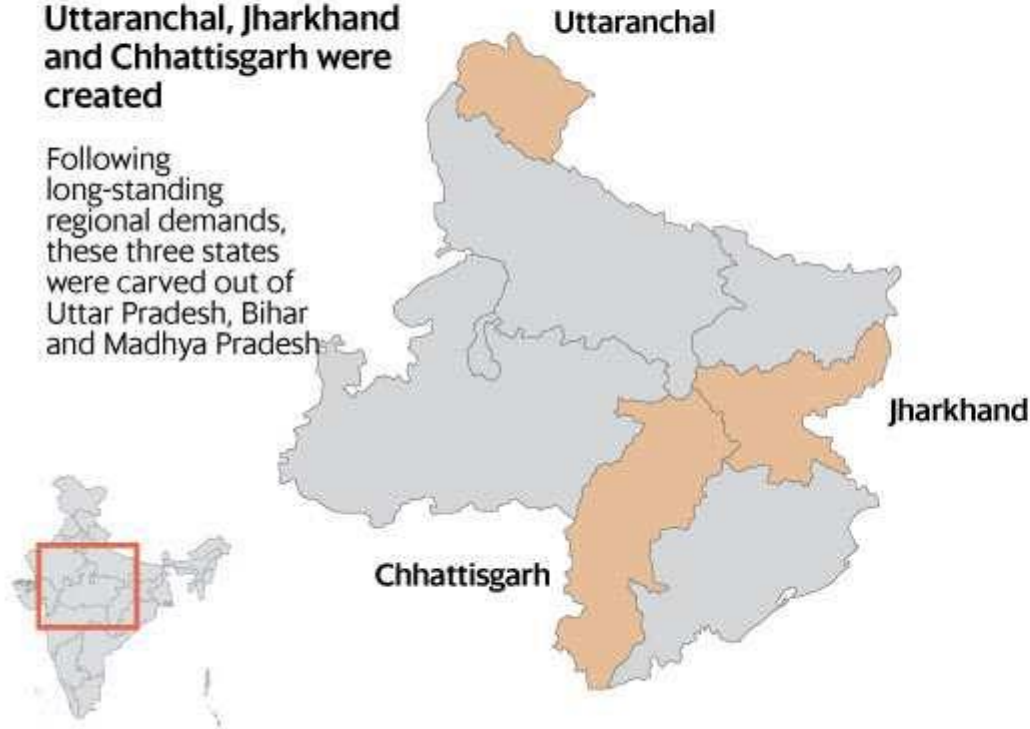 Uttaranchal, Jharkhand
and Chhattisgarh were
created
Following
long-standing
regional demands,
these three states
were carved out of
Uttar Pradesh, Bihar
and Madhya Pradesh
Uttaranchal
Jharkhand
Chhattisgarh